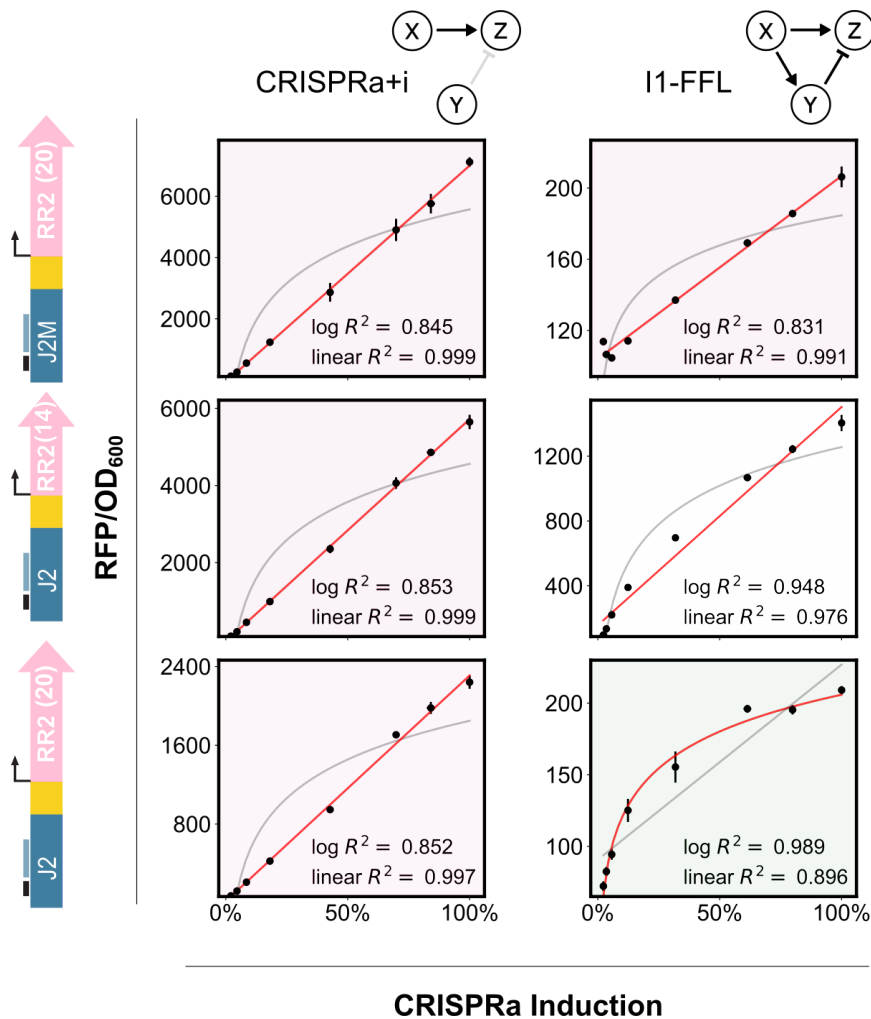 X
Z
Y
CRISPRa+i
X
Z
Y
I1-FFL
RR2 (20)
J2M
RR2(14)
J2
RR2 (20)
J2
RFP/OD600
6000
4000
2000
log R² = 0.845
linear R² = 0.999
200
160
120
log R² = 0.831
linear R² = 0.991
6000
4000
2000
log R² = 0.853
linear R² = 0.999
1200
800
400
log R² = 0.948
linear R² = 0.976
2400
1600
800
log R² = 0.852
linear R² = 0.997
0% 50% 100%
200
150
100
log R² = 0.989
linear R² = 0.896
0% 50% 100%
CRISPRa Induction